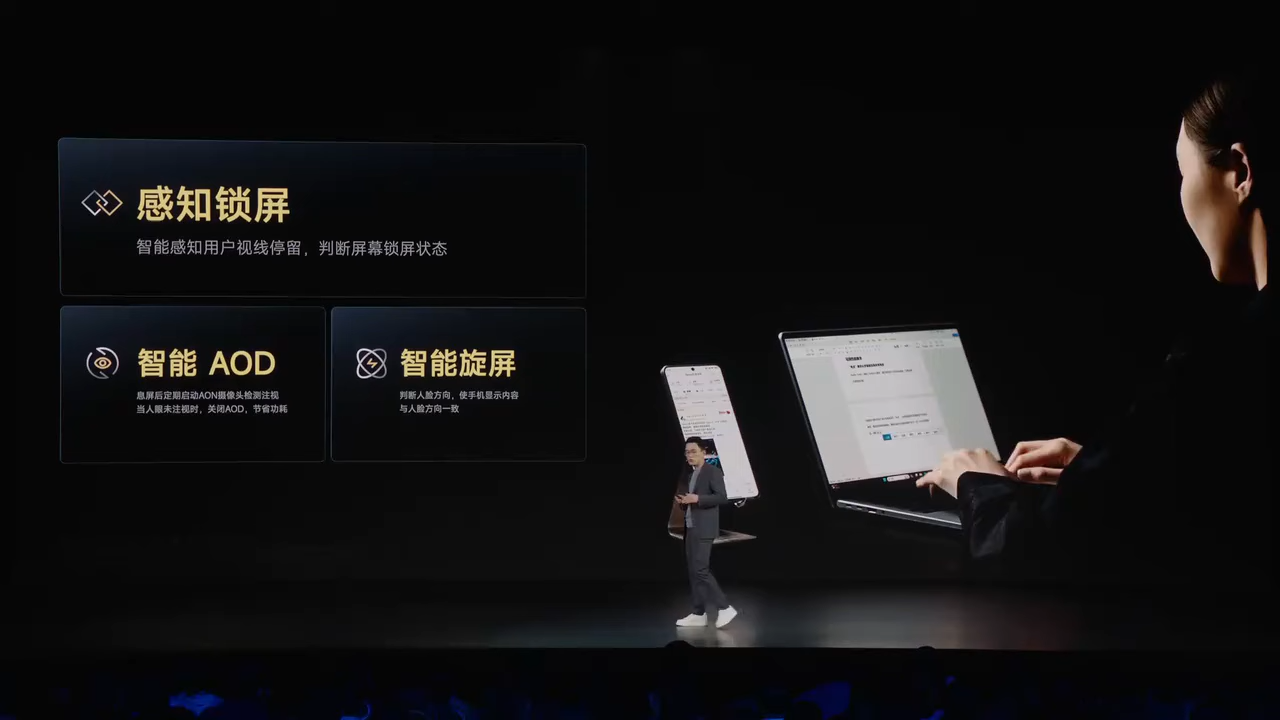 感知锁屏
智能感知用户视线停留，判断屏幕锁屏状态
智能 AOD
息屏后定期启动AON摄像头检测注视
当人眼未注视时，关闭AOD，节省功耗
智能旋屏
判断人脸方向，使手机显示内容
与人脸方向一致